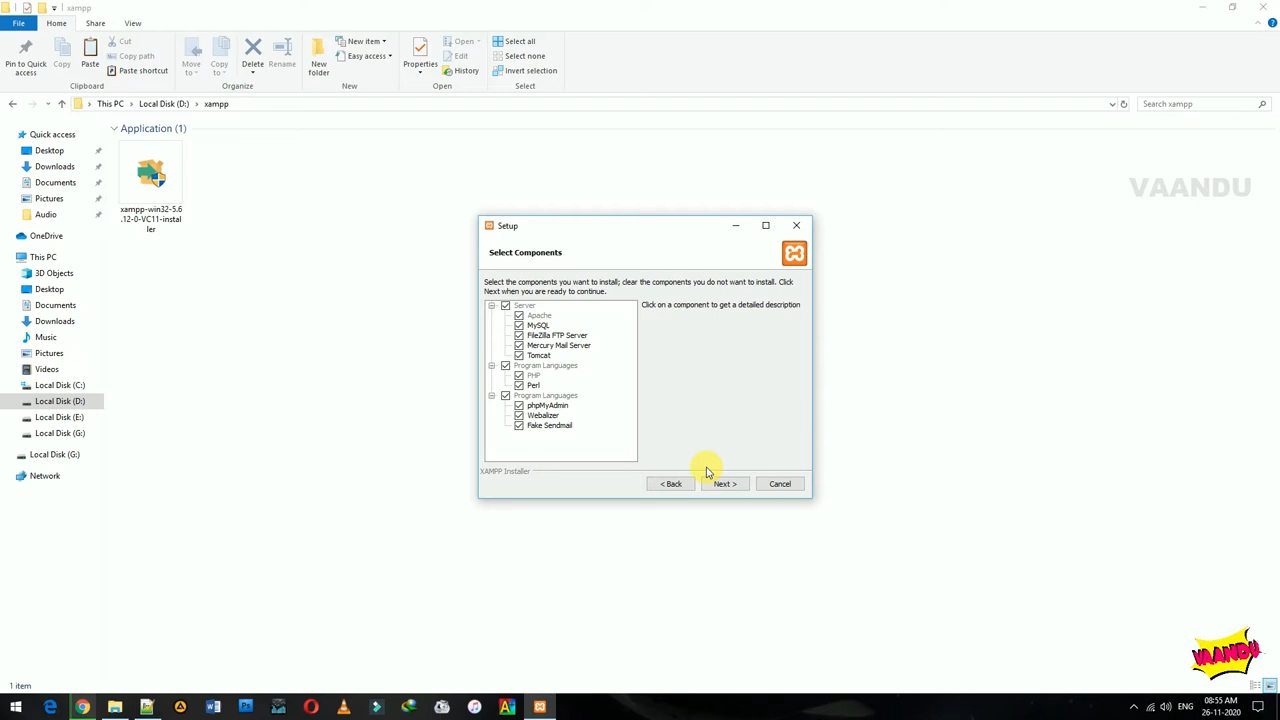 xampp
File
Home
Share
View
Pin to Quick access
Copy
Paste
Cut
Copy path
Paste shortcut
Clipboard
Move to
Copy to
Delete
Rename
Organize
New folder
New item
Easy access
New
Properties
Open
Edit
History
Open
Select all
Select none
Invert selection
Select
This PC
Local Disk (D:)
xampp
Search xampp
Quick access
Desktop
Downloads
Documents
Pictures
Audio
OneDrive
This PC
3D Objects
Desktop
Documents
Downloads
Music
Pictures
Videos
Local Disk (C:)
Local Disk (D:)
Local Disk (E:)
Local Disk (G:)
Local Disk (G:)
Network
Application (1)
xampp-win32-5.6
.12-0-VC11-instal
ler
VAANDU
Setup
Select Components
Select the components you want to install; clear the components you do not want to install. Click
Next when you are ready to continue.
Server
Apache
MySQL
FileZilla FTP Server
Mercury Mail Server
Tomcat
Program Languages
PHP
Perl
Program Languages
phpMyAdmin
Webalizer
Fake Sendmail
Click on a component to get a detailed description
XAMPP Installer
< Back
Next >
Cancel
VAANDU
1 item
ENG
08:55 AM
26-11-2020